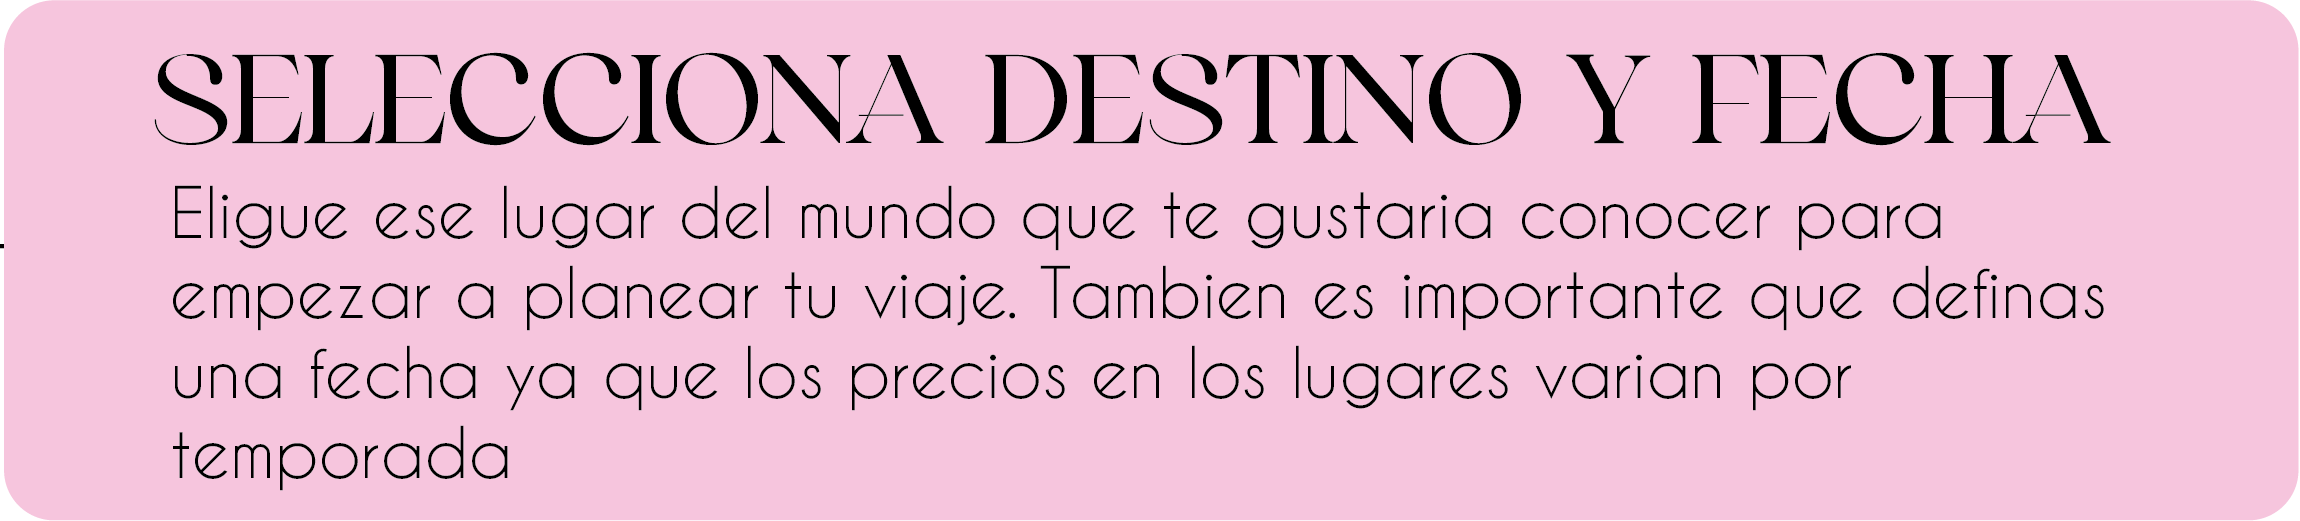 SELECCIONA DESTINO Y FECHA
Eligue ese lugar del mundo que te gustaria conocer para
empezar a planear tu viaje. Tambien es importante que definas
una fecha ya que los precios en los lugares varian por
temporada